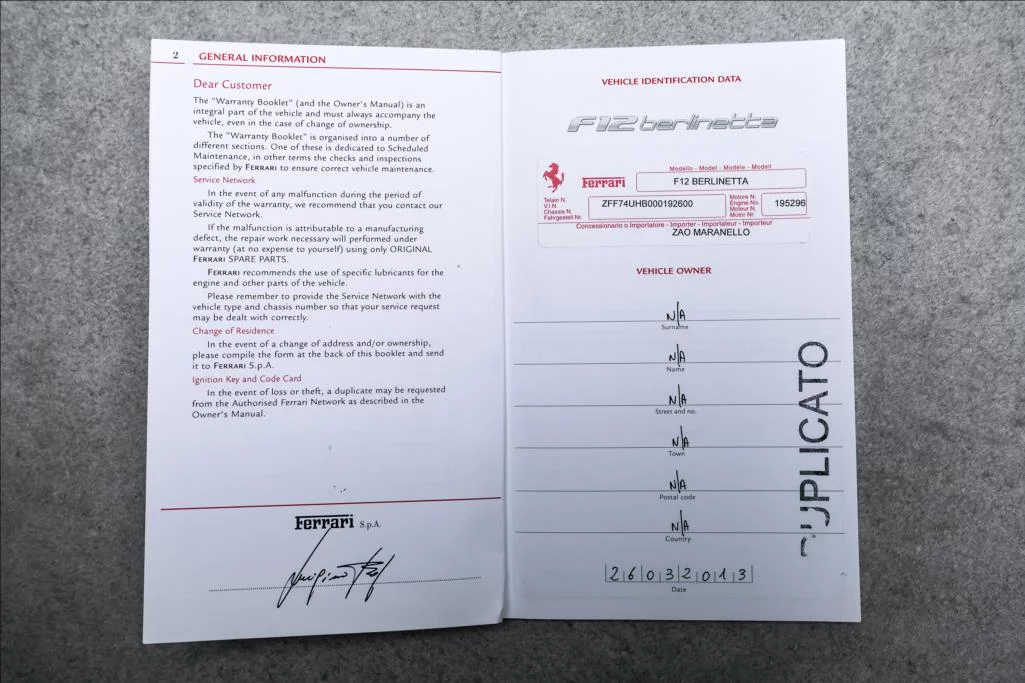 2 GENERAL INFORMATION
Dear Customer
The "Warranty Booklet" (and the Owner's Manual) is an
integral part of the vehicle and must always accompany the
vehicle, even in the case of change of ownership.
The "Warranty Booklet" is organised into a number of
different sections. One of these is dedicated to Scheduled
Maintenance, in other terms the checks and inspections
specified by FERRARI to ensure correct vehicle maintenance.
Service Network
In the event of any malfunction during the period of
validity of the warranty, we recommend that you contact our
Service Network.
If the malfunction is attributable to a manufacturing
defect, the repair work necessary will performed under
warranty (at no expense to yourself) using only ORIGINAL
FERRARI SPARE PARTS.
FERRARI recommends the use of specific lubricants for the
engine and other parts of the vehicle.
Please remember to provide the Service Network with the
vehicle type and chassis number so that your service request
may be dealt with correctly.
Change of Residence
In the event of a change of address and/or ownership,
please compile the form at the back of this booklet and send
it to FERRARI S.p.A.
Ignition Key and Code Card
In the event of loss or theft, a duplicate may be requested
from the Authorised Ferrari Network as described in the
Owner's Manual.
Ferrari S.p.A.
VEHICLE IDENTIFICATION DATA
F12 berlinetta
Modello - Model - Modèle - Modell
Ferrari F12 BERLINETTA
Telaio N.
V.I.N.
Chassis N.
Fahrgestell Nr.
ZFF74UHB000192600
Motore N.
Engine No.
Moteur N.
Motor Nr.
195296
Concessionario o Importatore - Importer - Importateur - Importeur
ZAO MARANELLO
VEHICLE OWNER
N/A
Surname
N/A
Name
N/A
Street and no.
N/A
Town
N/A
Postal code
N/A
Country
26032013
Date
DUPLICATO